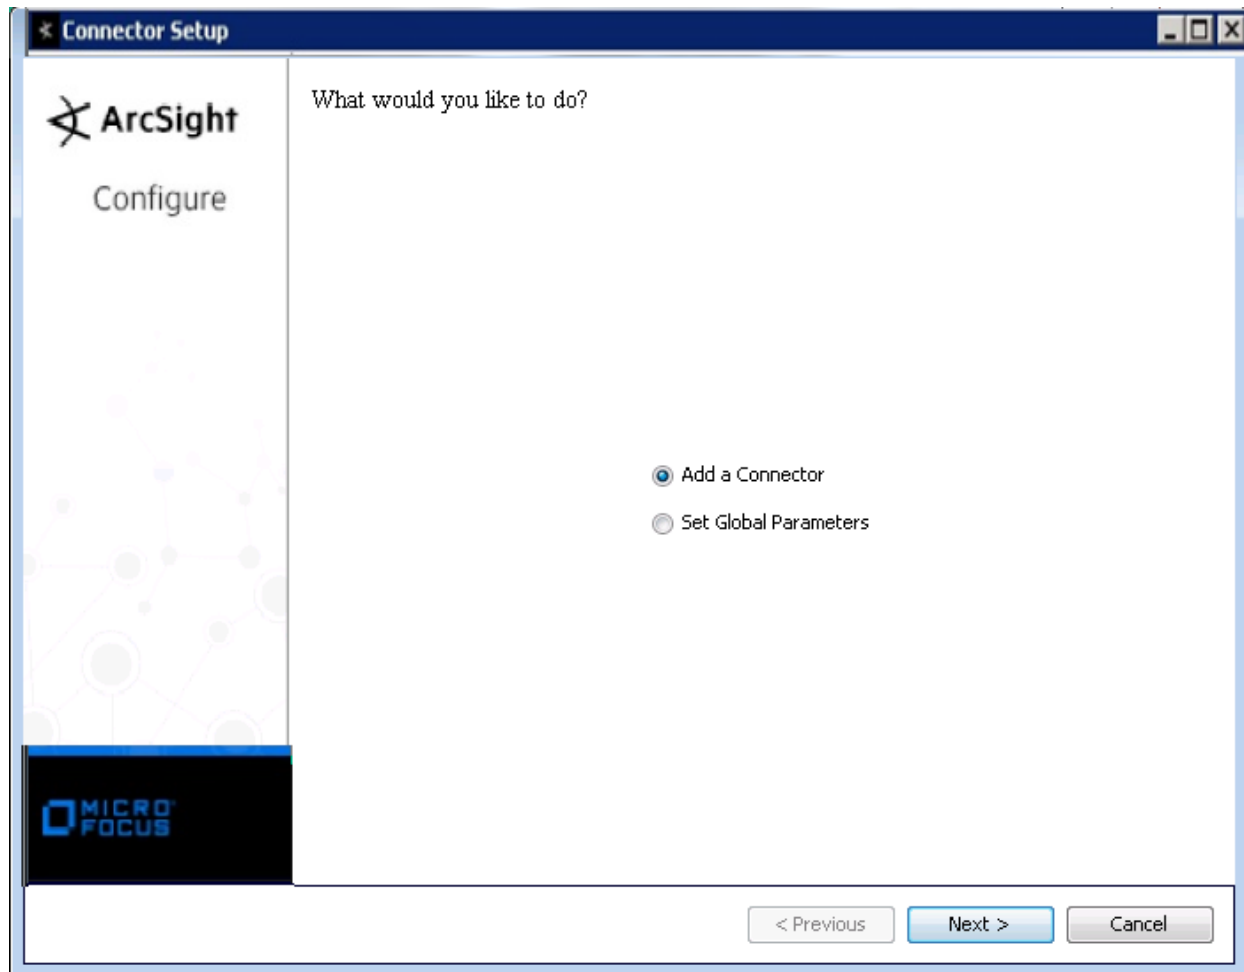 Connector Setup
ArcSight
Configure
What would you like to do?
Add a Connector
Set Global Parameters
MICRO
FOCUS
< Previous
Next >
Cancel